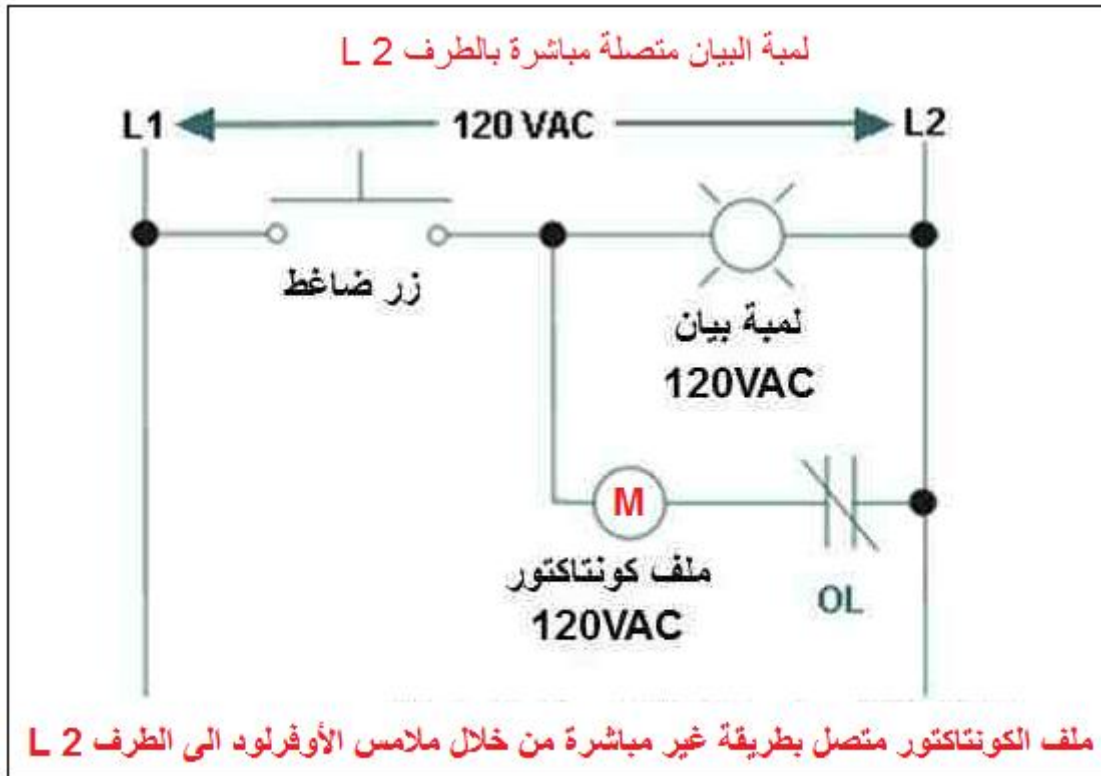 لمبة البيان متصلة مباشرة بالطرف L 2
L1 120 VAC L2
زر ضاغط
لمبة بيان
120VAC
M
ملف كونتاكتور
120VAC
OL
ملف الكونتاكتور متصل بطريقة غير مباشرة من خلال ملامس الأوفرلود الى الطرف L 2